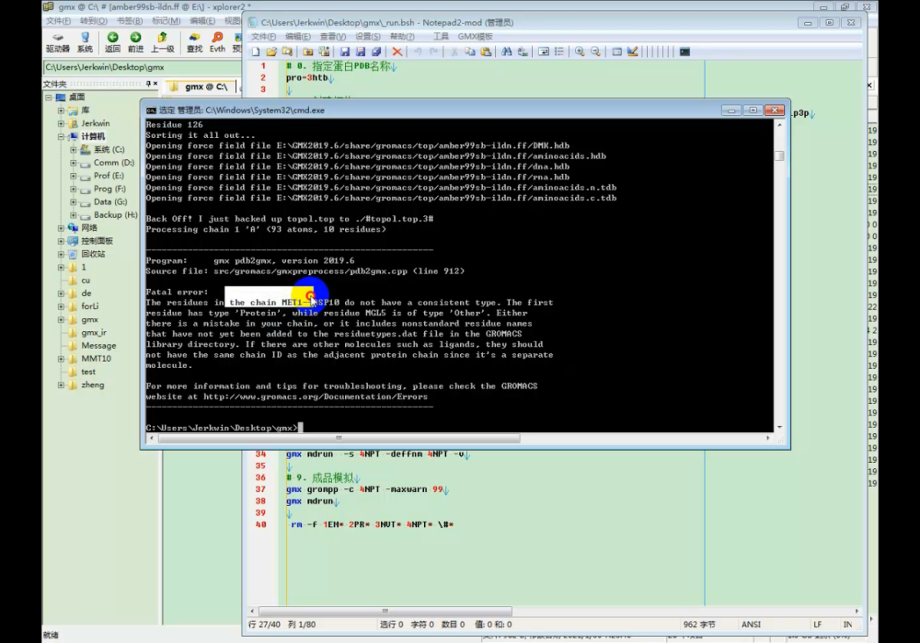 gmx @ C:\ # [amber99sb-ildn.ff @ E:\] - xplorer2 *
C:\Users\Jerkwin\Desktop\gmx\_run.bsh - Notepad2-mod (管理员)
文件(F) 转到(O) 书签(B) 标记(M) 编辑(E) 视图
文件(F) 编辑(E) 查看(V) 设置(S) 帮助(?) 工具 GMX模板
驱动器 系统 返回 前进 上一级 查找 Evth 预
C:\Users\Jerkwin\Desktop\gmx
文件夹
gmx @ C:\
桌面
库
Jerkwin
计算机
系统 (C:)
Comm (D:)
Prof (E:)
Prog (F:)
Data (G:)
Backup (H:)
网络
控制面板
回收站
1
cu
de
forLi
gmx
gmx_ir
Message
MMT10
test
zheng
就绪
1 # 0. 指定蛋白PDB名称
2 pro=3htb
3
p3p
选定 管理员: C:\Windows\System32\cmd.exe
Residue 126
Sorting it all out...
Opening force field file E:\GMX2019.6/share/gromacs/top/amber99sb-ildn.ff/DMX.hdb
Opening force field file E:\GMX2019.6/share/gromacs/top/amber99sb-ildn.ff/aminoacids.hdb
Opening force field file E:\GMX2019.6/share/gromacs/top/amber99sb-ildn.ff/dna.hdb
Opening force field file E:\GMX2019.6/share/gromacs/top/amber99sb-ildn.ff/rna.hdb
Opening force field file E:\GMX2019.6/share/gromacs/top/amber99sb-ildn.ff/aminoacids.n.tdb
Opening force field file E:\GMX2019.6/share/gromacs/top/amber99sb-ildn.ff/aminoacids.c.tdb
Back Off! I just backed up topol.top to ./#topol.top.3#
Processing chain 1 'A' (93 atoms, 10 residues)
Program: gmx pdb2gmx, version 2019.6
Source file: src/gromacs/gmxpreprocess/pdb2gmx.cpp (line 912)
Fatal error:
The residues in the chain MET1--ASP10 do not have a consistent type. The first
residue has type 'Protein', while residue MGL5 is of type 'Other'. Either
there is a mistake in your chain, or it includes nonstandard residue names
that have not yet been added to the residuetypes.dat file in the GROMACS
library directory. If there are other molecules such as ligands, they should
not have the same chain ID as the adjacent protein chain since it's a separate
molecule.
For more information and tips for troubleshooting, please check the GROMACS
website at http://www.gromacs.org/Documentation/Errors
C:\Users\Jerkwin\Desktop\gmx>
34 gmx mdrun -s 4NPT -deffnm 4NPT -v
35
36 # 9. 成品模拟
37 gmx grompp -c 4NPT -maxwarn 99
38 gmx mdrun
39
40 rm -f 1EM* 2PR* 3NVT* 4NPT* \#*
行 27/40 列 1/80 选行 0 字符 0 数目 0 值: 0 和: 0 962 字节 ANSI LF IN